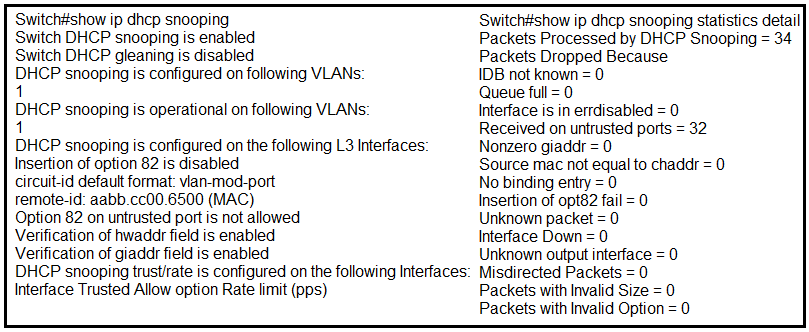 Switch#show ip dhcp snooping
Switch DHCP snooping is enabled
Switch DHCP gleaning is disabled
DHCP snooping is configured on following VLANs:
1
DHCP snooping is operational on following VLANs:
1
DHCP snooping is configured on the following L3 Interfaces:
Insertion of option 82 is disabled
circuit-id default format: vlan-mod-port
remote-id: aabb.cc00.6500 (MAC)
Option 82 on untrusted port is not allowed
Verification of hwaddr field is enabled
Verification of giaddr field is enabled
DHCP snooping trust/rate is configured on the following Interfaces:
Interface Trusted Allow option Rate limit (pps)
Switch#show ip dhcp snooping statistics detail
Packets Processed by DHCP Snooping = 34
Packets Dropped Because
IDB not known = 0
Queue full = 0
Interface is in errdisabled = 0
Received on untrusted ports = 32
Nonzero giaddr = 0
Source mac not equal to chaddr = 0
No binding entry = 0
Insertion of opt82 fail = 0
Unknown packet = 0
Interface Down = 0
Unknown output interface = 0
Misdirected Packets = 0
Packets with Invalid Size = 0
Packets with Invalid Option = 0